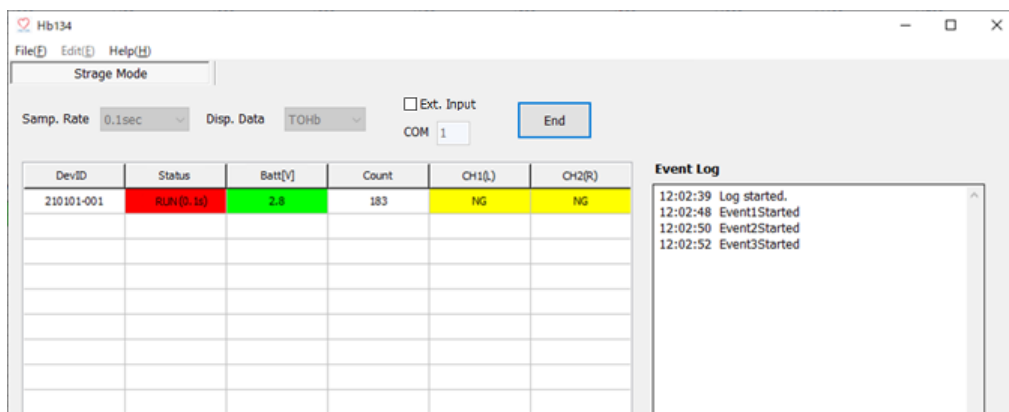 Hb134
File(F) Edit(E) Help(H)
Strage Mode
Samp. Rate 0.1sec Disp. Data TOHb Ext. Input End
COM 1
DevID Status Batt[V] Count CH1(L) CH2(R)
210101-001 RUN(0.1s) 2.8 183 NG NG
Event Log
12:02:39 Log started.
12:02:48 Event1Started
12:02:50 Event2Started
12:02:52 Event3Started